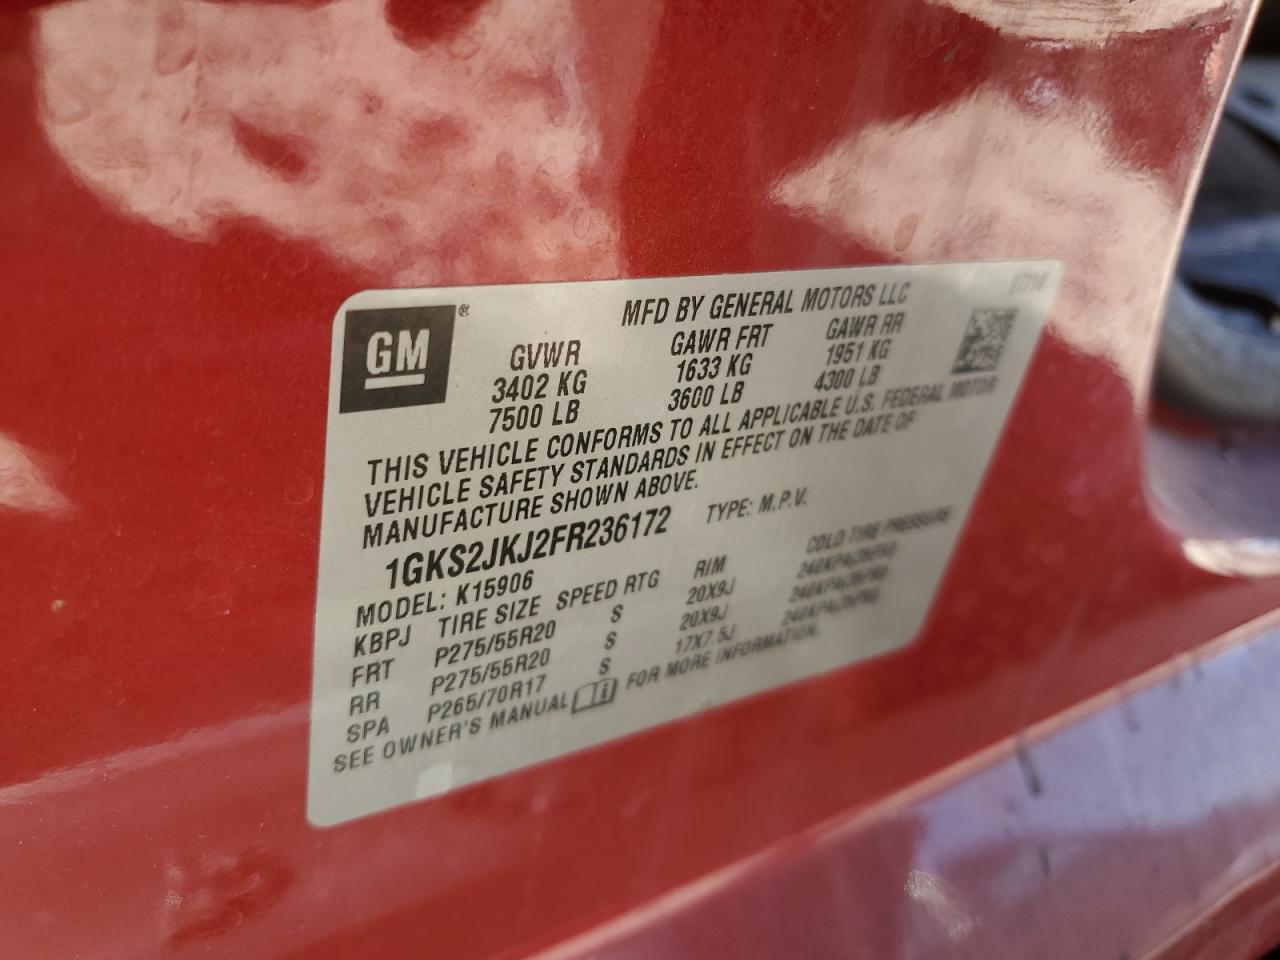 GM ®
MFD BY GENERAL MOTORS LLC
GVWR GAWR FRT GAWR RR
3402 KG 1633 KG 1951 KG
7500 LB 3600 LB 4300 LB
THIS VEHICLE CONFORMS TO ALL APPLICABLE U.S. FEDERAL MOTOR
VEHICLE SAFETY STANDARDS IN EFFECT ON THE DATE OF
MANUFACTURE SHOWN ABOVE.
1GKS2JKJ2FR236172 TYPE: M.P.V.
MODEL: K15906
KBPJ TIRE SIZE SPEED RTG RIM COLD TIRE PRESSURE
FRT P275/55R20 S 20X9J
RR P275/55R20 S 20X9J
SPA P265/70R17 S 17X7.5J
SEE OWNER'S MANUAL FOR MORE INFORMATION.